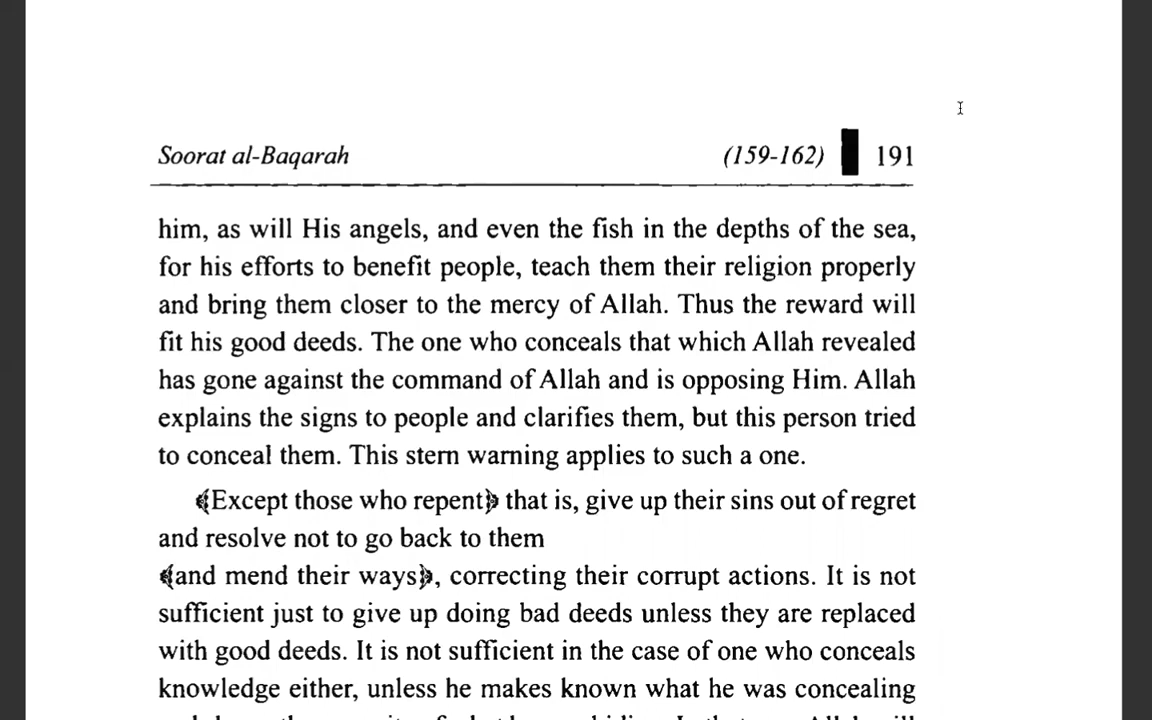 Soorat al-Baqarah (159-162) 191
him, as will His angels, and even the fish in the depths of the sea,
for his efforts to benefit people, teach them their religion properly
and bring them closer to the mercy of Allah. Thus the reward will
fit his good deeds. The one who conceals that which Allah revealed
has gone against the command of Allah and is opposing Him. Allah
explains the signs to people and clarifies them, but this person tried
to conceal them. This stern warning applies to such a one.
﴾Except those who repent﴿ that is, give up their sins out of regret
and resolve not to go back to them
﴾and mend their ways﴿, correcting their corrupt actions. It is not
sufficient just to give up doing bad deeds unless they are replaced
with good deeds. It is not sufficient in the case of one who conceals
knowledge either, unless he makes known what he was concealing